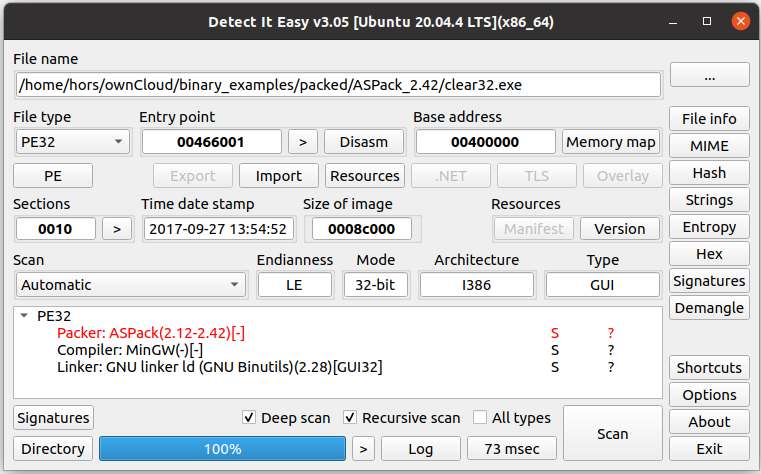 Detect It Easy v3.05 [Ubuntu 20.04.4 LTS](x86_64)
File name
/home/hors/ownCloud/binary_examples/packed/ASPack_2.42/clear32.exe ...
File type Entry point Base address File info
PE32 00466001 > Disasm 00400000 Memory map MIME
PE Export Import Resources .NET TLS Overlay Hash
Sections Time date stamp Size of image Resources Strings
0010 > 2017-09-27 13:54:52 0008c000 Manifest Version Entropy
Scan Endianness Mode Architecture Type Hex
Automatic LE 32-bit I386 GUI Signatures
PE32 Demangle
Packer: ASPack(2.12-2.42)[-] S ?
Compiler: MinGW(-)[-] S ?
Linker: GNU linker ld (GNU Binutils)(2.28)[GUI32] S ? Shortcuts
Options
Signatures Deep scan Recursive scan All types Scan About
Directory 100% > Log 73 msec Exit